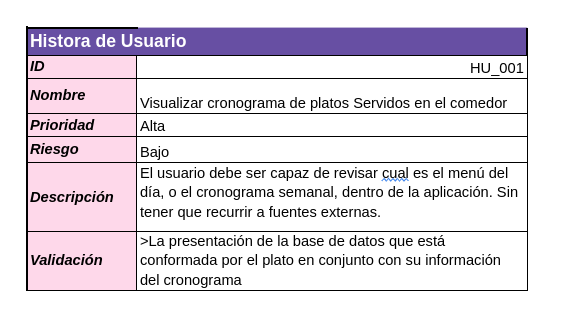 Histora de Usuario
ID HU_001
Nombre Visualizar cronograma de platos Servidos en el comedor
Prioridad Alta
Riesgo Bajo
Descripción
El usuario debe ser capaz de revisar cual es el menú del
día, o el cronograma semanal, dentro de la aplicación. Sin
tener que recurrir a fuentes externas.
Validación
>La presentación de la base de datos que está
conformada por el plato en conjunto con su información
del cronograma